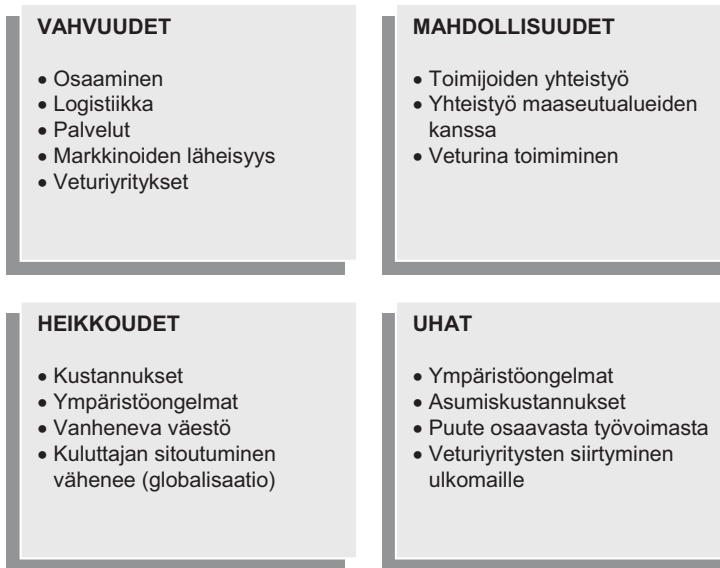 VAHVUUDET
• Osaaminen
• Logistiikka
• Palvelut
• Markkinoiden läheisyys
• Veturiyritykset
MAHDOLLISUUDET
• Toimijoiden yhteistyö
• Yhteistyö maaseutualueiden
kanssa
• Veturina toimiminen
HEIKKOUDET
• Kustannukset
• Ympäristöongelmat
• Vanheneva väestö
• Kuluttajan sitoutuminen
vähenee (globalisaatio)
UHAT
• Ympäristöongelmat
• Asumiskustannukset
• Puute osaavasta työvoimasta
• Veturiyritysten siirtyminen
ulkomaille